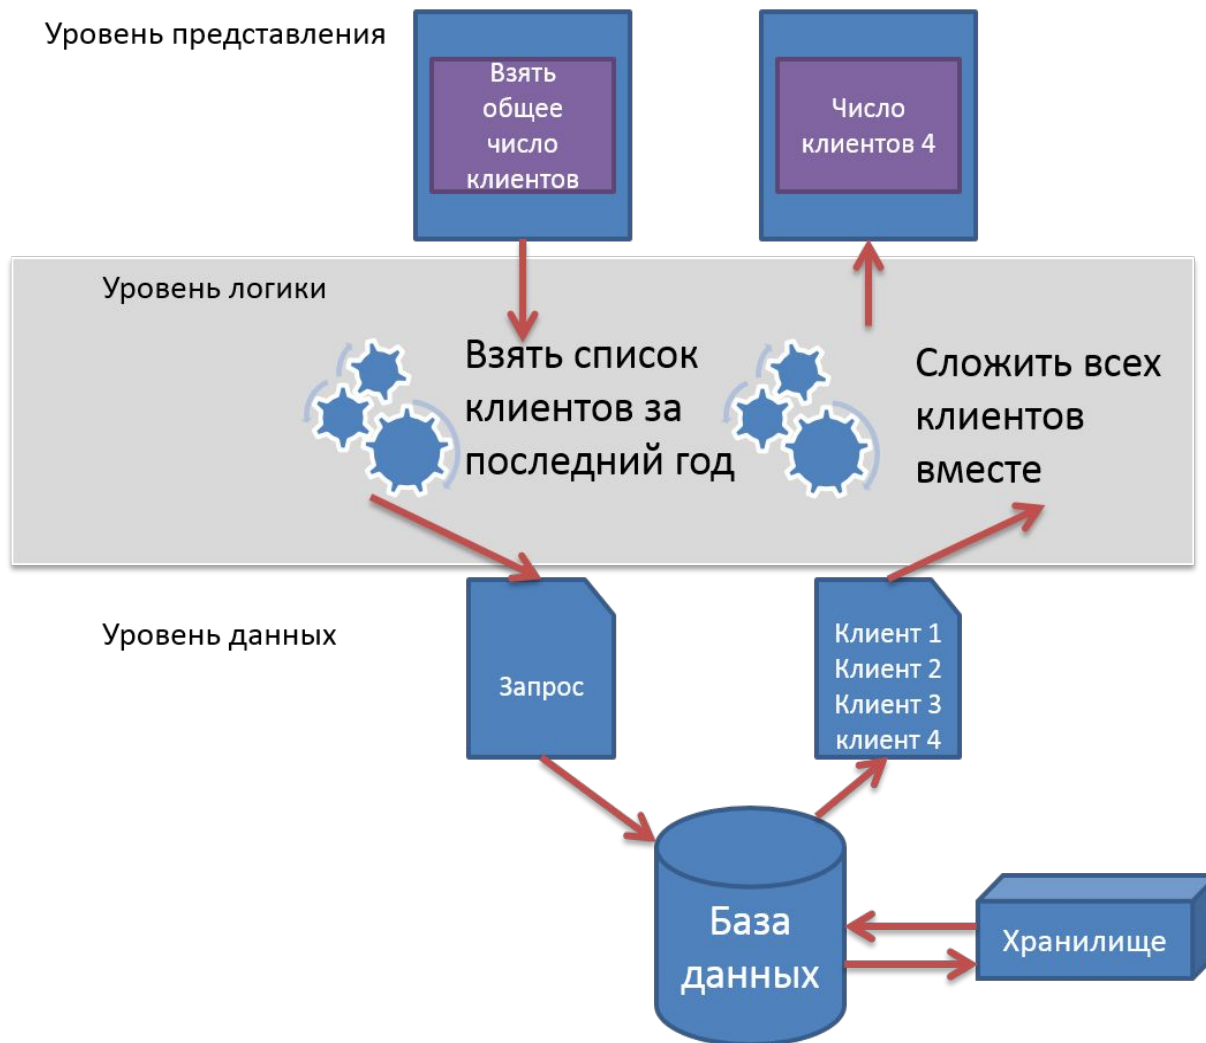 Уровень представления
Взять
общее
число
клиентов
Число
клиентов 4
Уровень логики
Взять список
клиентов за
последний год
Сложить всех
клиентов
вместе
Уровень данных
Запрос
Клиент 1
Клиент 2
Клиент 3
клиент 4
База
данных
Хранилище